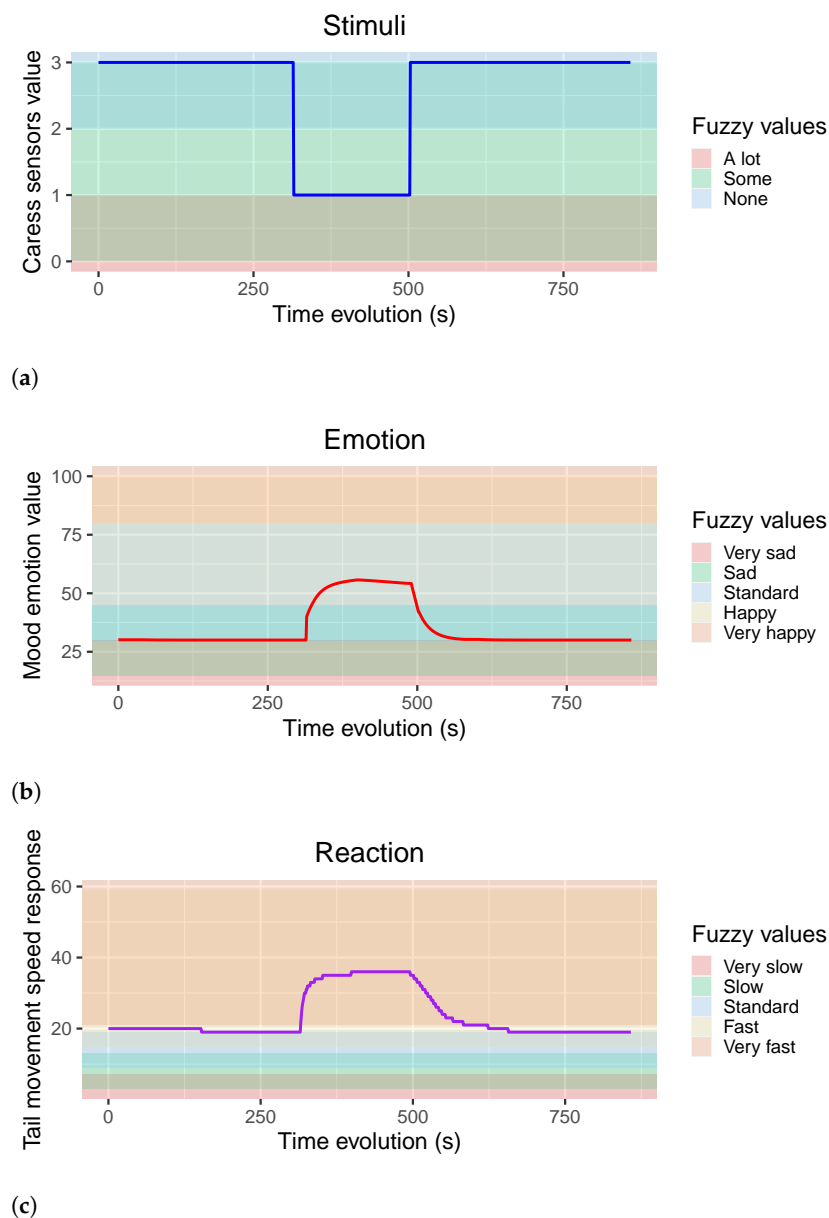 Stimuli
Caress sensors value
3
2
1
0
0
250
500
750
Time evolution (s)
Fuzzy values
A lot
Some
None
(a)
Emotion
Mood emotion value
100
75
50
25
0
250
500
750
Time evolution (s)
Fuzzy values
Very sad
Sad
Standard
Happy
Very happy
(b)
Reaction
Tail movement speed response
60
40
20
0
250
500
750
Time evolution (s)
Fuzzy values
Very slow
Slow
Standard
Fast
Very fast
(c)